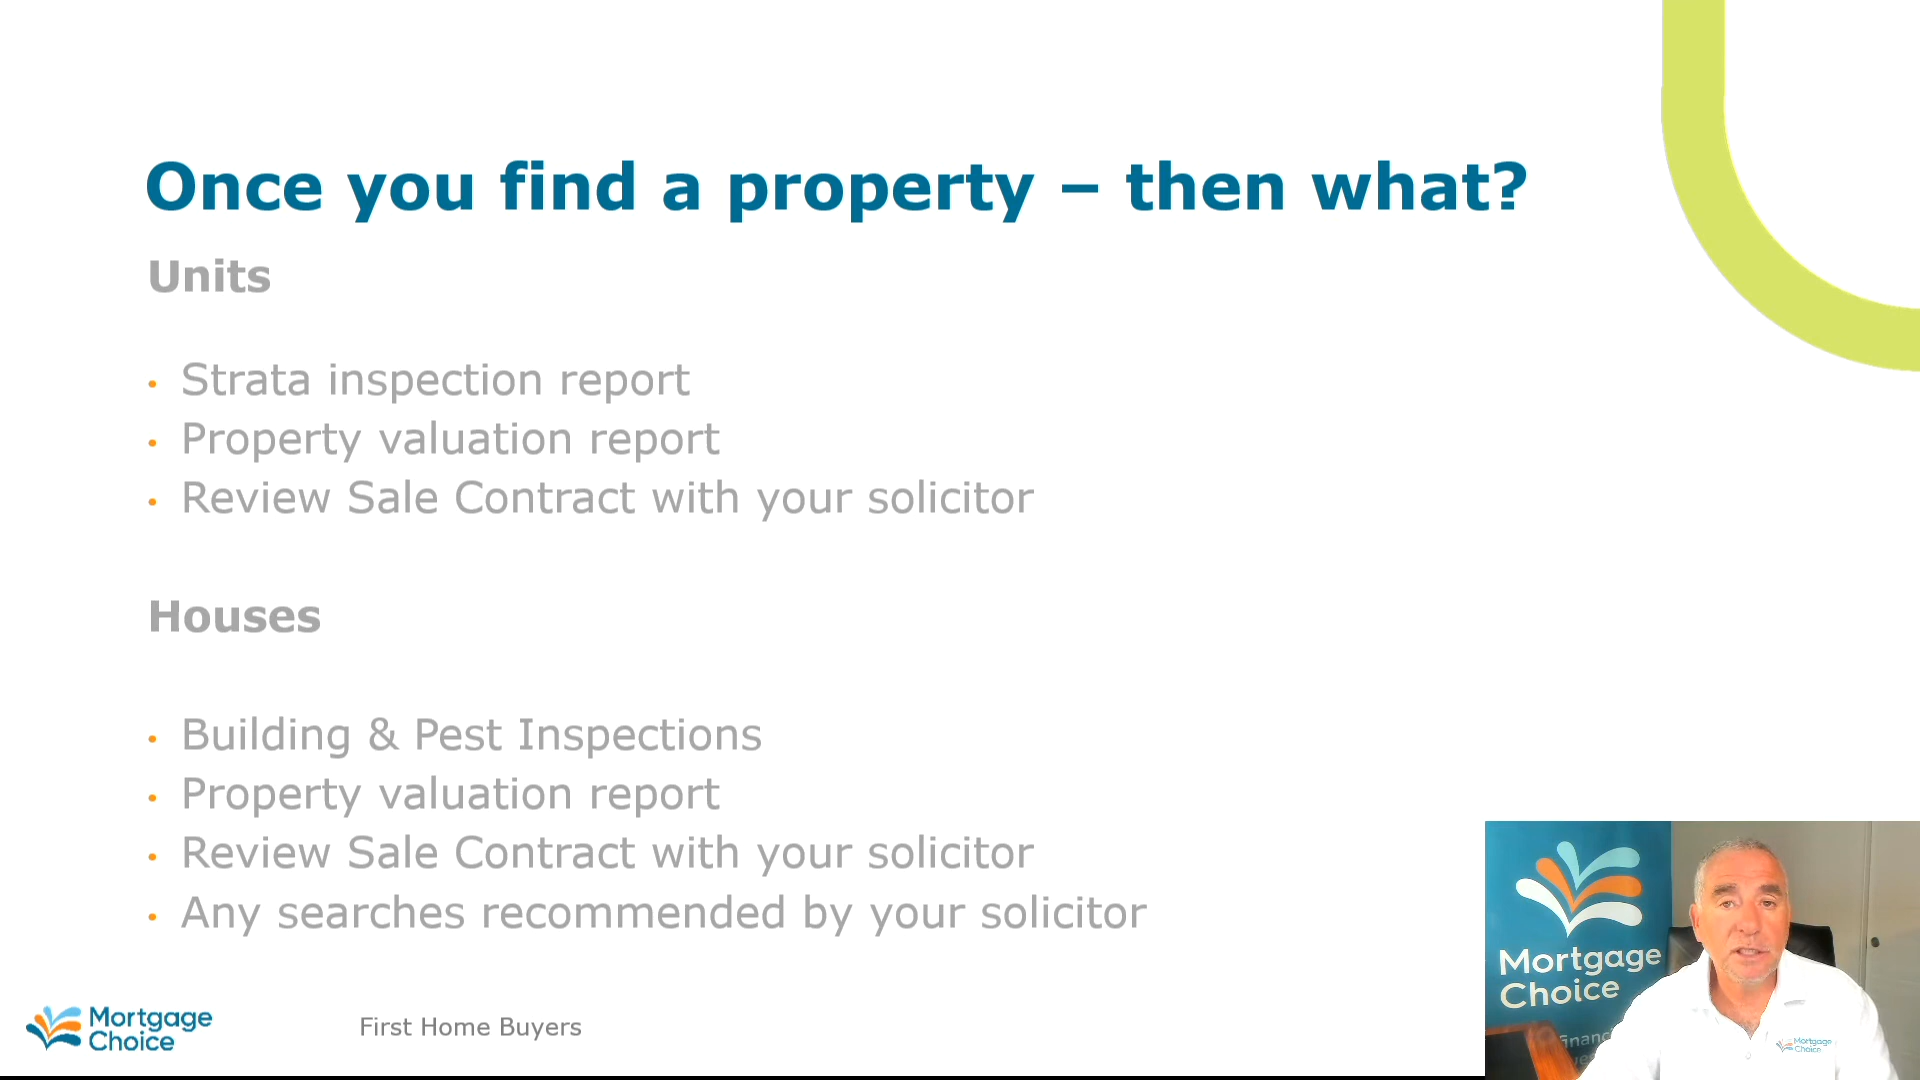 Once you find a property – then what?
Units
• Strata inspection report
• Property valuation report
• Review Sale Contract with your solicitor
Houses
• Building & Pest Inspections
• Property valuation report
• Review Sale Contract with your solicitor
• Any searches recommended by your solicitor
Mortgage
Choice
First Home Buyers
Mortgage
Choice
Mortgage
Choice